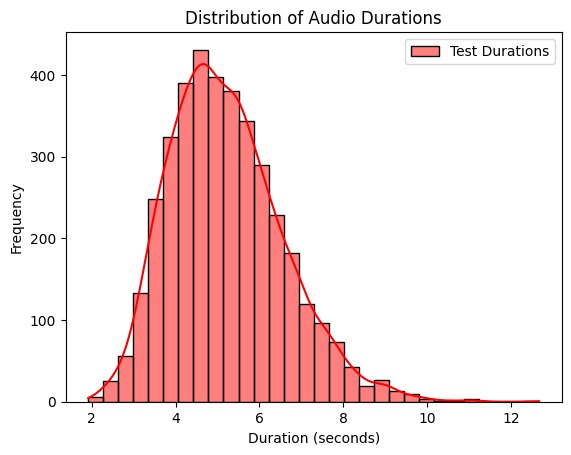 Distribution of Audio Durations
Test Durations
Frequency
400
300
200
100
0
2 4 6 8 10 12
Duration (seconds)